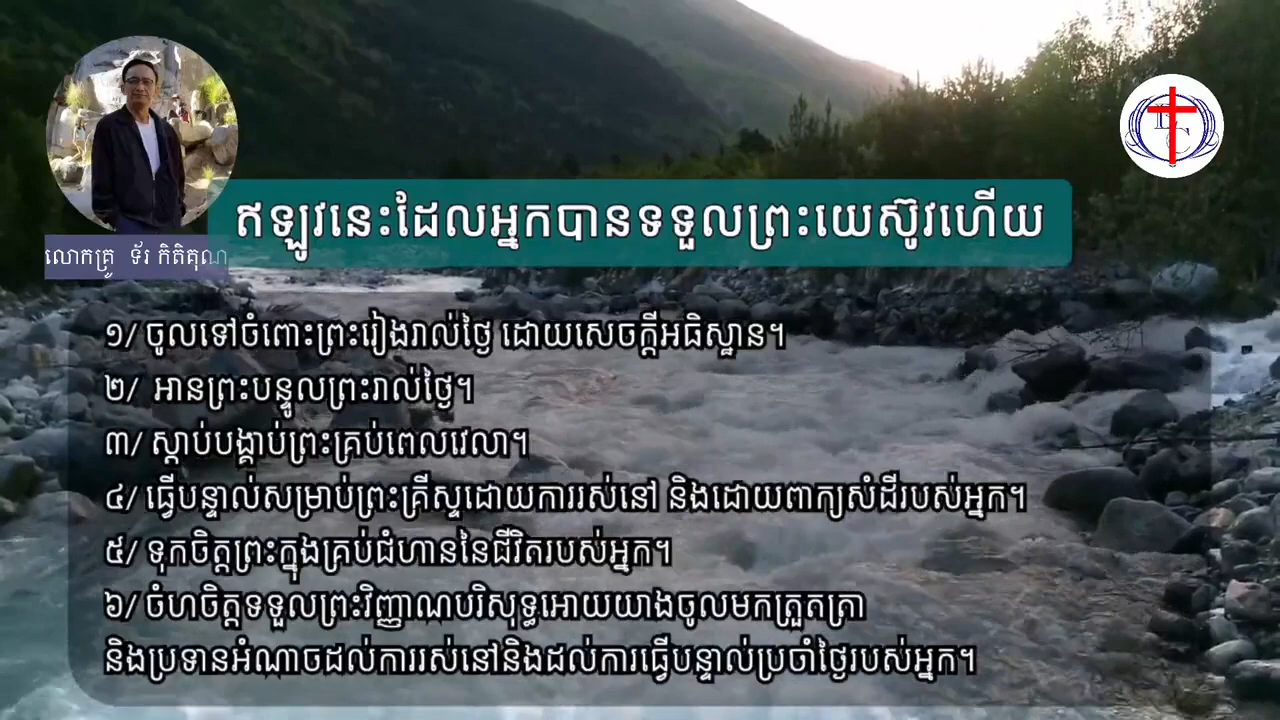 ឥឡូវនេះដែលអ្នកបានទទួលព្រះយេស៊ូវហើយ
លោកគ្រូ ទ័រ កិតិគុណ
១/ ចូលទៅចំពោះព្រះរៀងរាល់ថ្ងៃ ដោយសេចក្ដីអធិស្ឋាន។
២/ អានព្រះបន្ទូលព្រះរាល់ថ្ងៃ។
៣/ ស្ដាប់បង្គាប់ព្រះគ្រប់ពេលវេលា។
៤/ ធ្វើបន្ទាល់សម្រាប់ព្រះគ្រីស្ទដោយការរស់នៅ និងដោយពាក្យសំដីរបស់អ្នក។
៥/ ទុកចិត្តព្រះក្នុងគ្រប់ជំហាននៃជីវិតរបស់អ្នក។
៦/ ចំហចិត្តទទួលព្រះវិញ្ញាណបរិសុទ្ធអោយយាងចូលមកត្រួតត្រា
និងប្រទានអំណាចដល់ការរស់នៅនិងដល់ការធ្វើបន្ទាល់ប្រចាំថ្ងៃរបស់អ្នក។